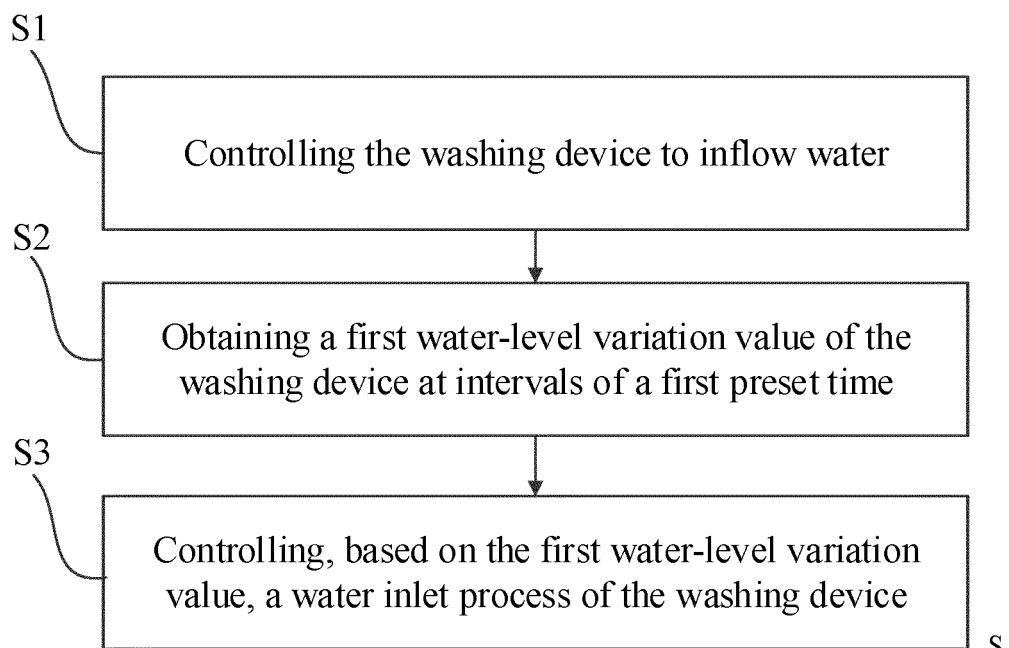 S1
Controlling the washing device to inflow water
S2
Obtaining a first water-level variation value of the
washing device at intervals of a first preset time
S3
Controlling, based on the first water-level variation
value, a water inlet process of the washing device
S